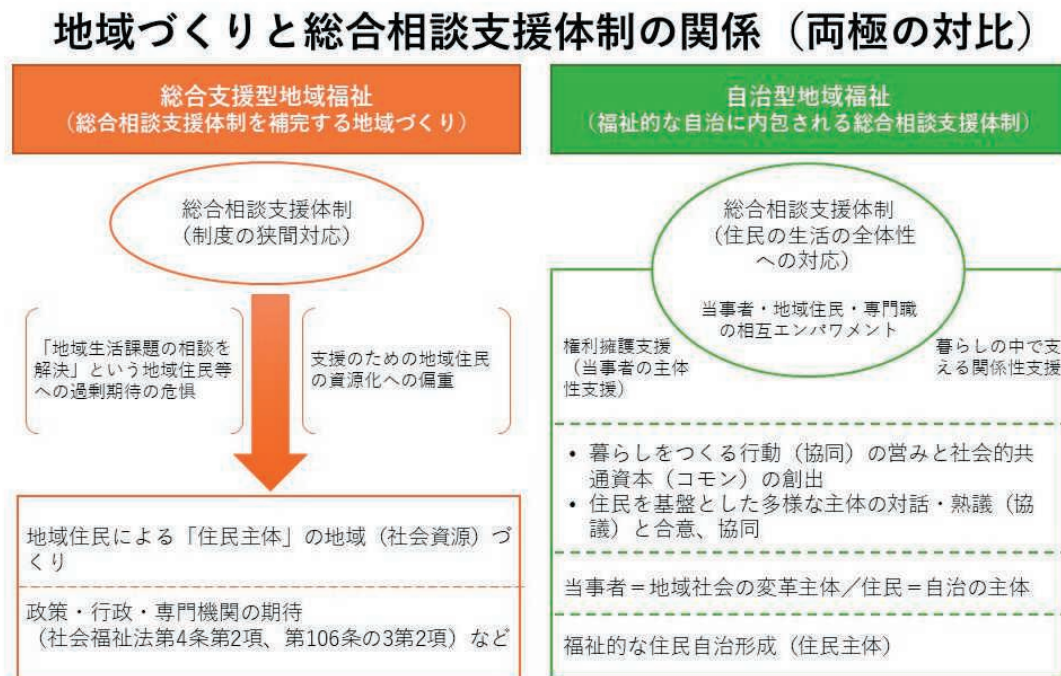 地域づくりと総合相談支援体制の関係（両極の対比）
総合支援型地域福祉
（総合相談支援体制を補完する地域づくり）
総合相談支援体制
（制度の狭間対応）
「地域生活課題の相談を
解決」という地域住民等
への過剰期待の危惧
支援のための地域住民
の資源化への偏重
地域住民による「住民主体」の地域（社会資源）づ
くり
政策・行政・専門機関の期待
（社会福祉法第4条第2項、第106条の3第2項）など
自治型地域福祉
（福祉的な自治に内包される総合相談支援体制）
総合相談支援体制
（住民の生活の全体性
への対応）
当事者・地域住民・専門職
の相互エンパワメント
権利擁護支援
（当事者の主体
性支援）
暮らしの中で支
える関係性支援
• 暮らしをつくる行動（協同）の営みと社会的共
通資本（コモン）の創出
• 住民を基盤とした多様な主体の対話・熟議（協
議）と合意、協同
当事者＝地域社会の変革主体／住民＝自治の主体
福祉的な住民自治形成（住民主体）